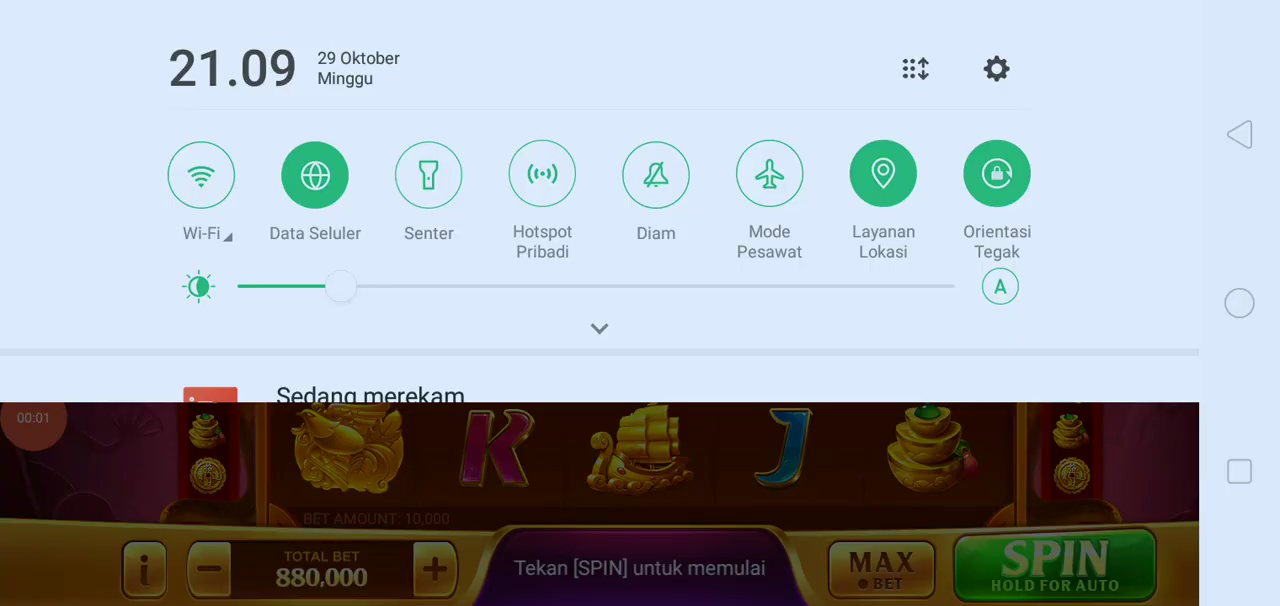 21.09
29 Oktober
Minggu
Wi-Fi
Data Seluler
Senter
Hotspot
Pribadi
Diam
Mode
Pesawat
Layanan
Lokasi
Orientasi
Tegak
A
Sedang merekam
00:01
K
J
BET AMOUNT: 10,000
i
TOTAL BET
880,000
Tekan [SPIN] untuk memulai
MAX
BET
SPIN
HOLD FOR AUTO